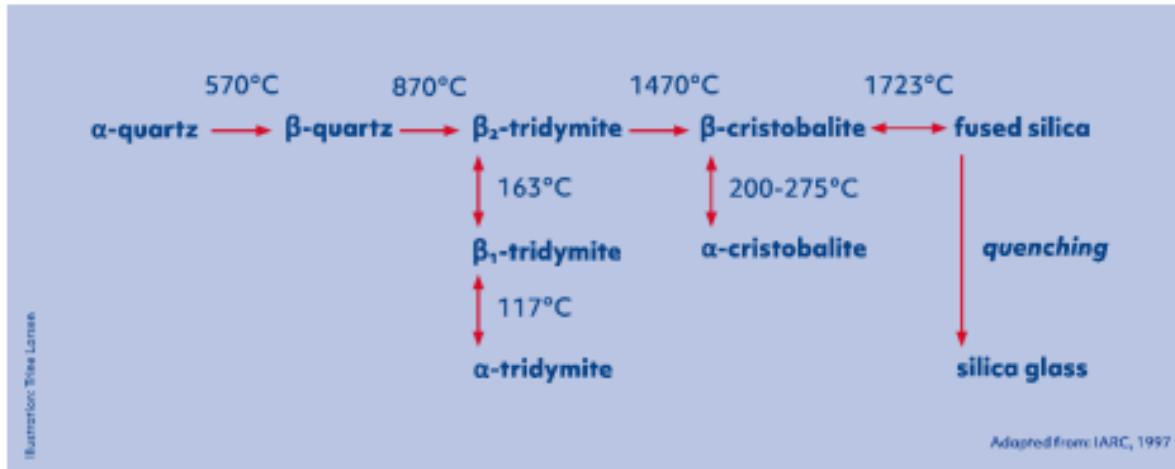 570°C 870°C 1470°C 1723°C
α-quartz β-quartz β₂-tridymite β-cristobalite fused silica
163°C 200-275°C
β₁-tridymite α-cristobalite quenching
117°C
α-tridymite silica glass
Illustration: Trine Larsen
Adapted from: IARC, 1997